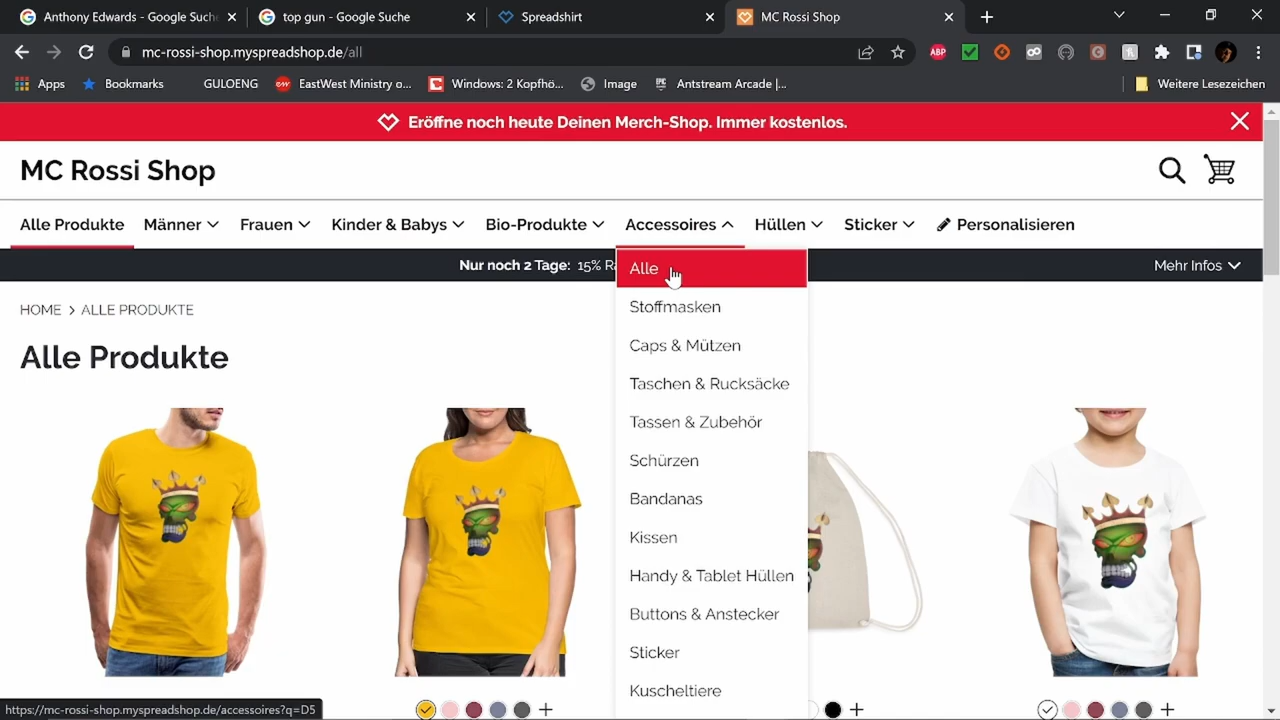 Anthony Edwards - Google Suche
top gun - Google Suche
Spreadshirt
MC Rossi Shop
mc-rossi-shop.myspreadshop.de/all
ABP
Apps
Bookmarks
GULOENG
EastWest Ministry o...
Windows: 2 Kopfhö...
Image
Antstream Arcade |...
Weitere Lesezeichen
Eröffne noch heute Deinen Merch-Shop. Immer kostenlos.
MC Rossi Shop
Alle Produkte
Männer
Frauen
Kinder & Babys
Bio-Produkte
Accessoires
Hüllen
Sticker
Personalisieren
Nur noch 2 Tage: 15%
Mehr Infos
HOME > ALLE PRODUKTE
Alle Produkte
Alle
Stoffmasken
Caps & Mützen
Taschen & Rucksäcke
Tassen & Zubehör
Schürzen
Bandanas
Kissen
Handy & Tablet Hüllen
Buttons & Anstecker
Sticker
Kuscheltiere
https://mc-rossi-shop.myspreadshop.de/accessoires?q=D5